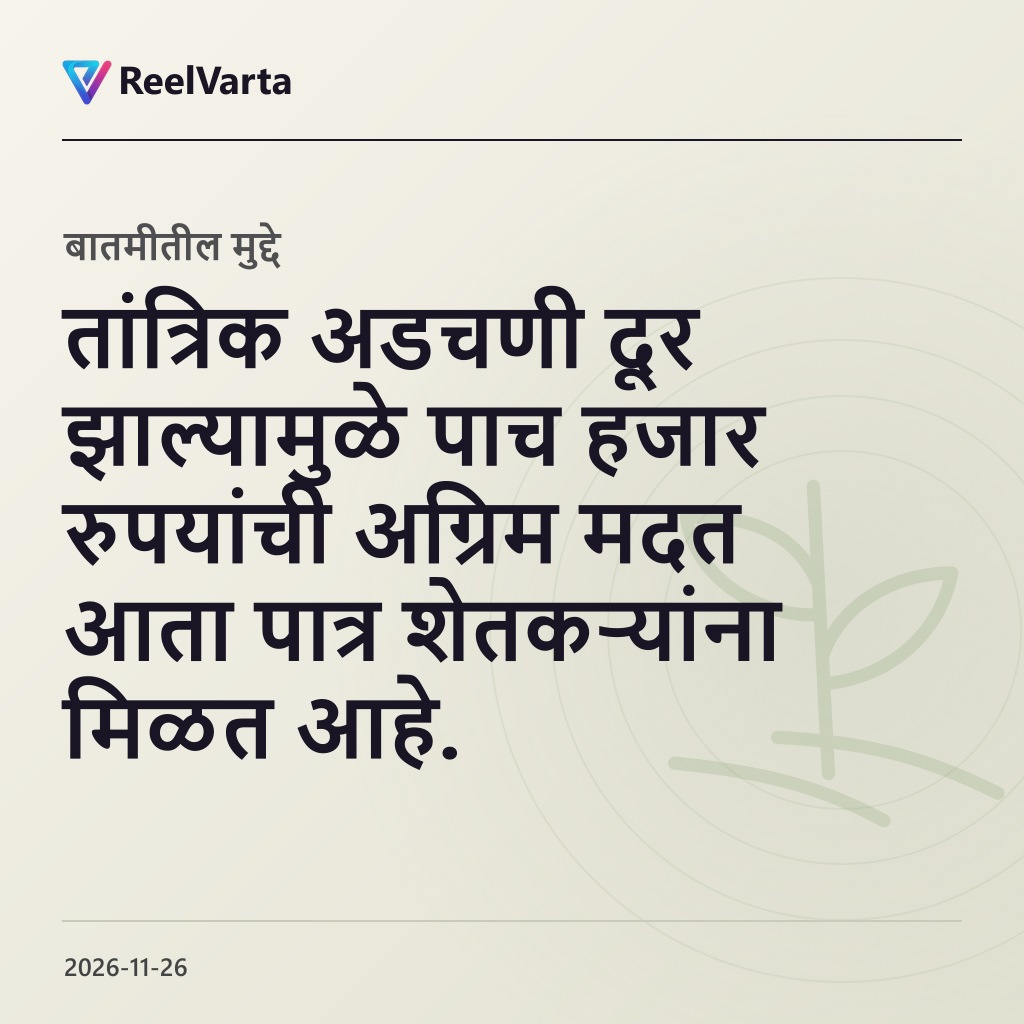 ReelVarta
बातमीतील मुद्दे
तांत्रिक अडचणी दूर
झाल्यामुळे पाच हजार
रुपयांची अग्रिम मदत
आता पात्र शेतकऱ्यांना
मिळत आहे.
2026-11-26